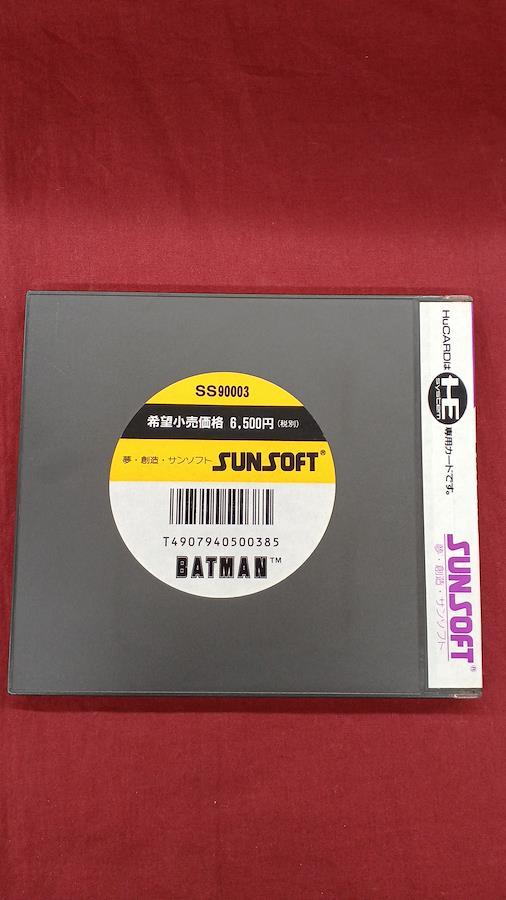 SS90003
希望小売価格 6,500円(税別)
夢・創造・サンソフト SUNSOFT®
T4907940500385
BATMAN™
HuCARDは HE SYSTEM 専用カードです。
SUNSOFT®
夢・創造・サンソフト